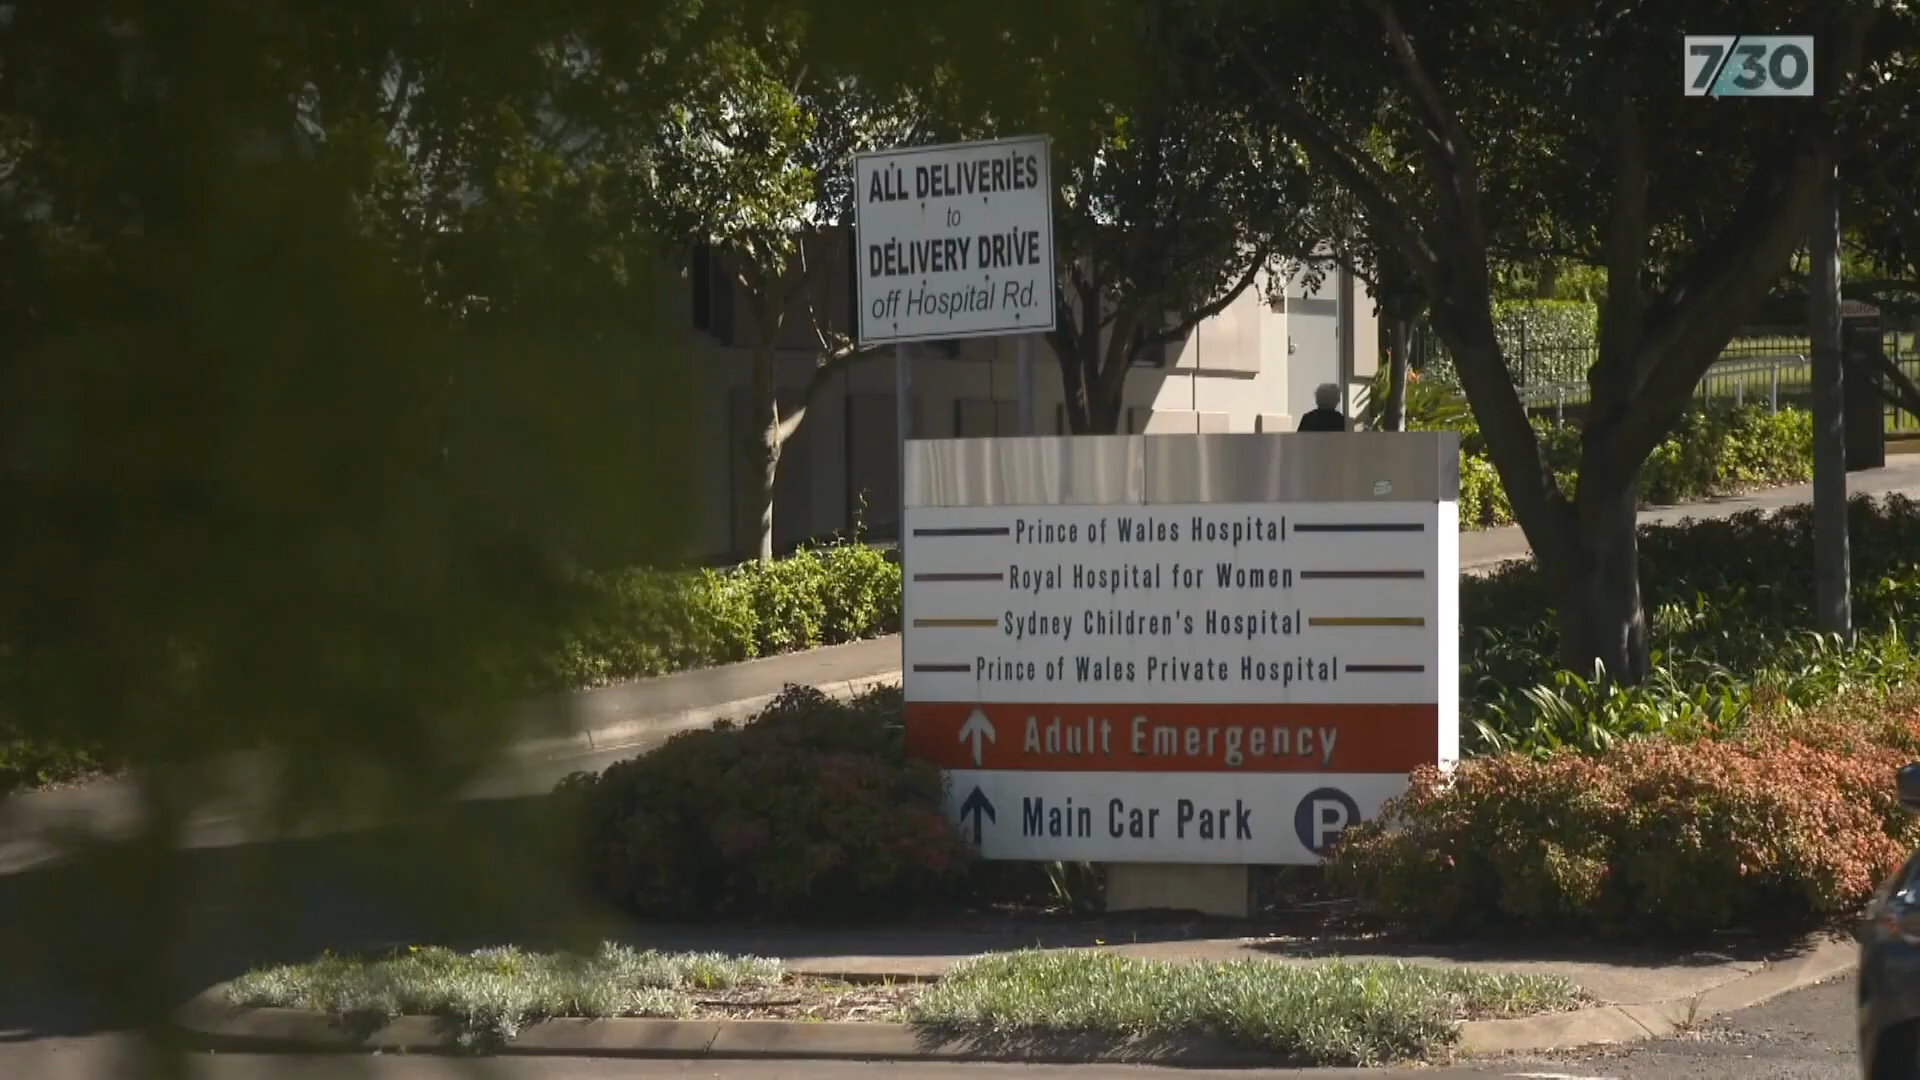 7/30
ALL DELIVERIES
to
DELIVERY DRIVE
off Hospital Rd.
Prince of Wales Hospital
Royal Hospital for Women
Sydney Children's Hospital
Prince of Wales Private Hospital
Adult Emergency
Main Car Park P